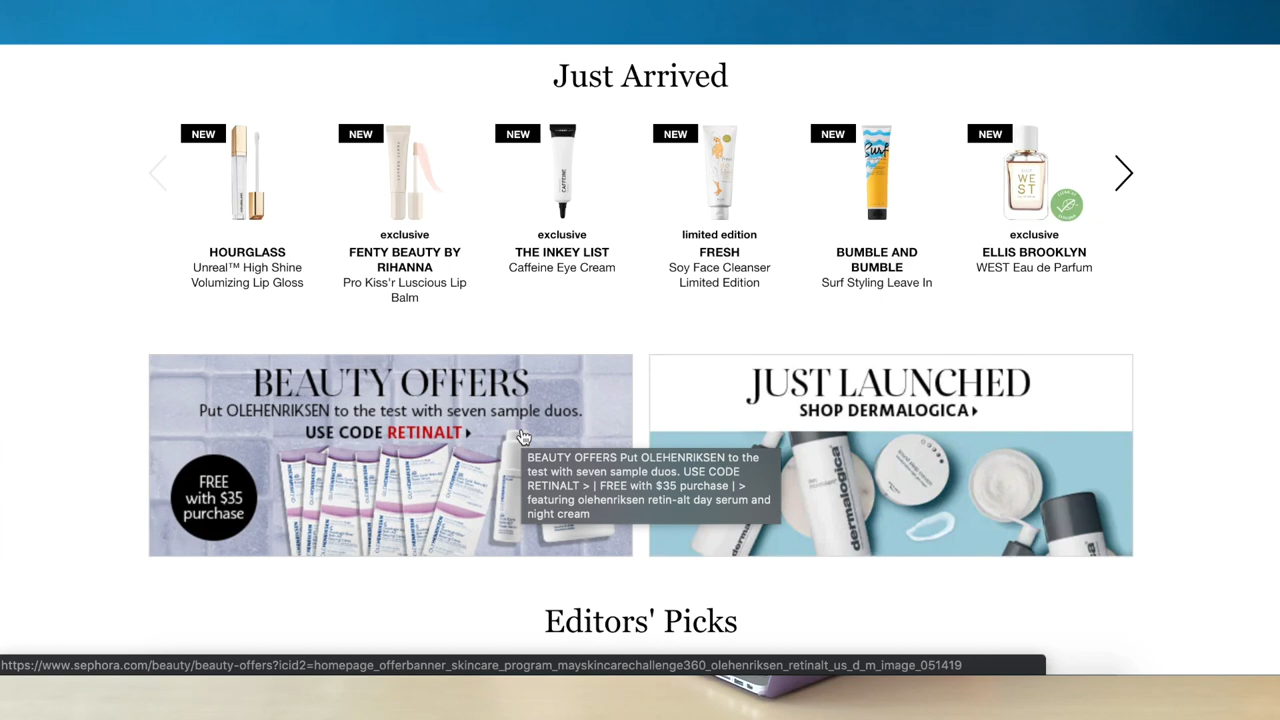 Just Arrived
NEW
NEW
NEW
NEW
NEW
NEW
CAFFEINE
Surf
WE
ST
exclusive
exclusive
limited edition
exclusive
HOURGLASS
Unreal™ High Shine
Volumizing Lip Gloss
FENTY BEAUTY BY
RIHANNA
Pro Kiss'r Luscious Lip
Balm
THE INKEY LIST
Caffeine Eye Cream
FRESH
Soy Face Cleanser
Limited Edition
BUMBLE AND
BUMBLE
Surf Styling Leave In
ELLIS BROOKLYN
WEST Eau de Parfum
BEAUTY OFFERS
Put OLEHENRIKSEN to the test with seven sample duos.
USE CODE RETINALT
FREE
with $35
purchase
JUST LAUNCHED
SHOP DERMALOGICA
dermalogica
BEAUTY OFFERS Put OLEHENRIKSEN to the
test with seven sample duos. USE CODE
RETINALT > | FREE with $35 purchase | >
featuring olehenriksen retin-alt day serum and
night cream
Editors' Picks
https://www.sephora.com/beauty/beauty-offers?icid2=homepage_offerbanner_skincare_program_mayskincarechallenge360_olehenriksen_retinalt_us_d_m_image_051419